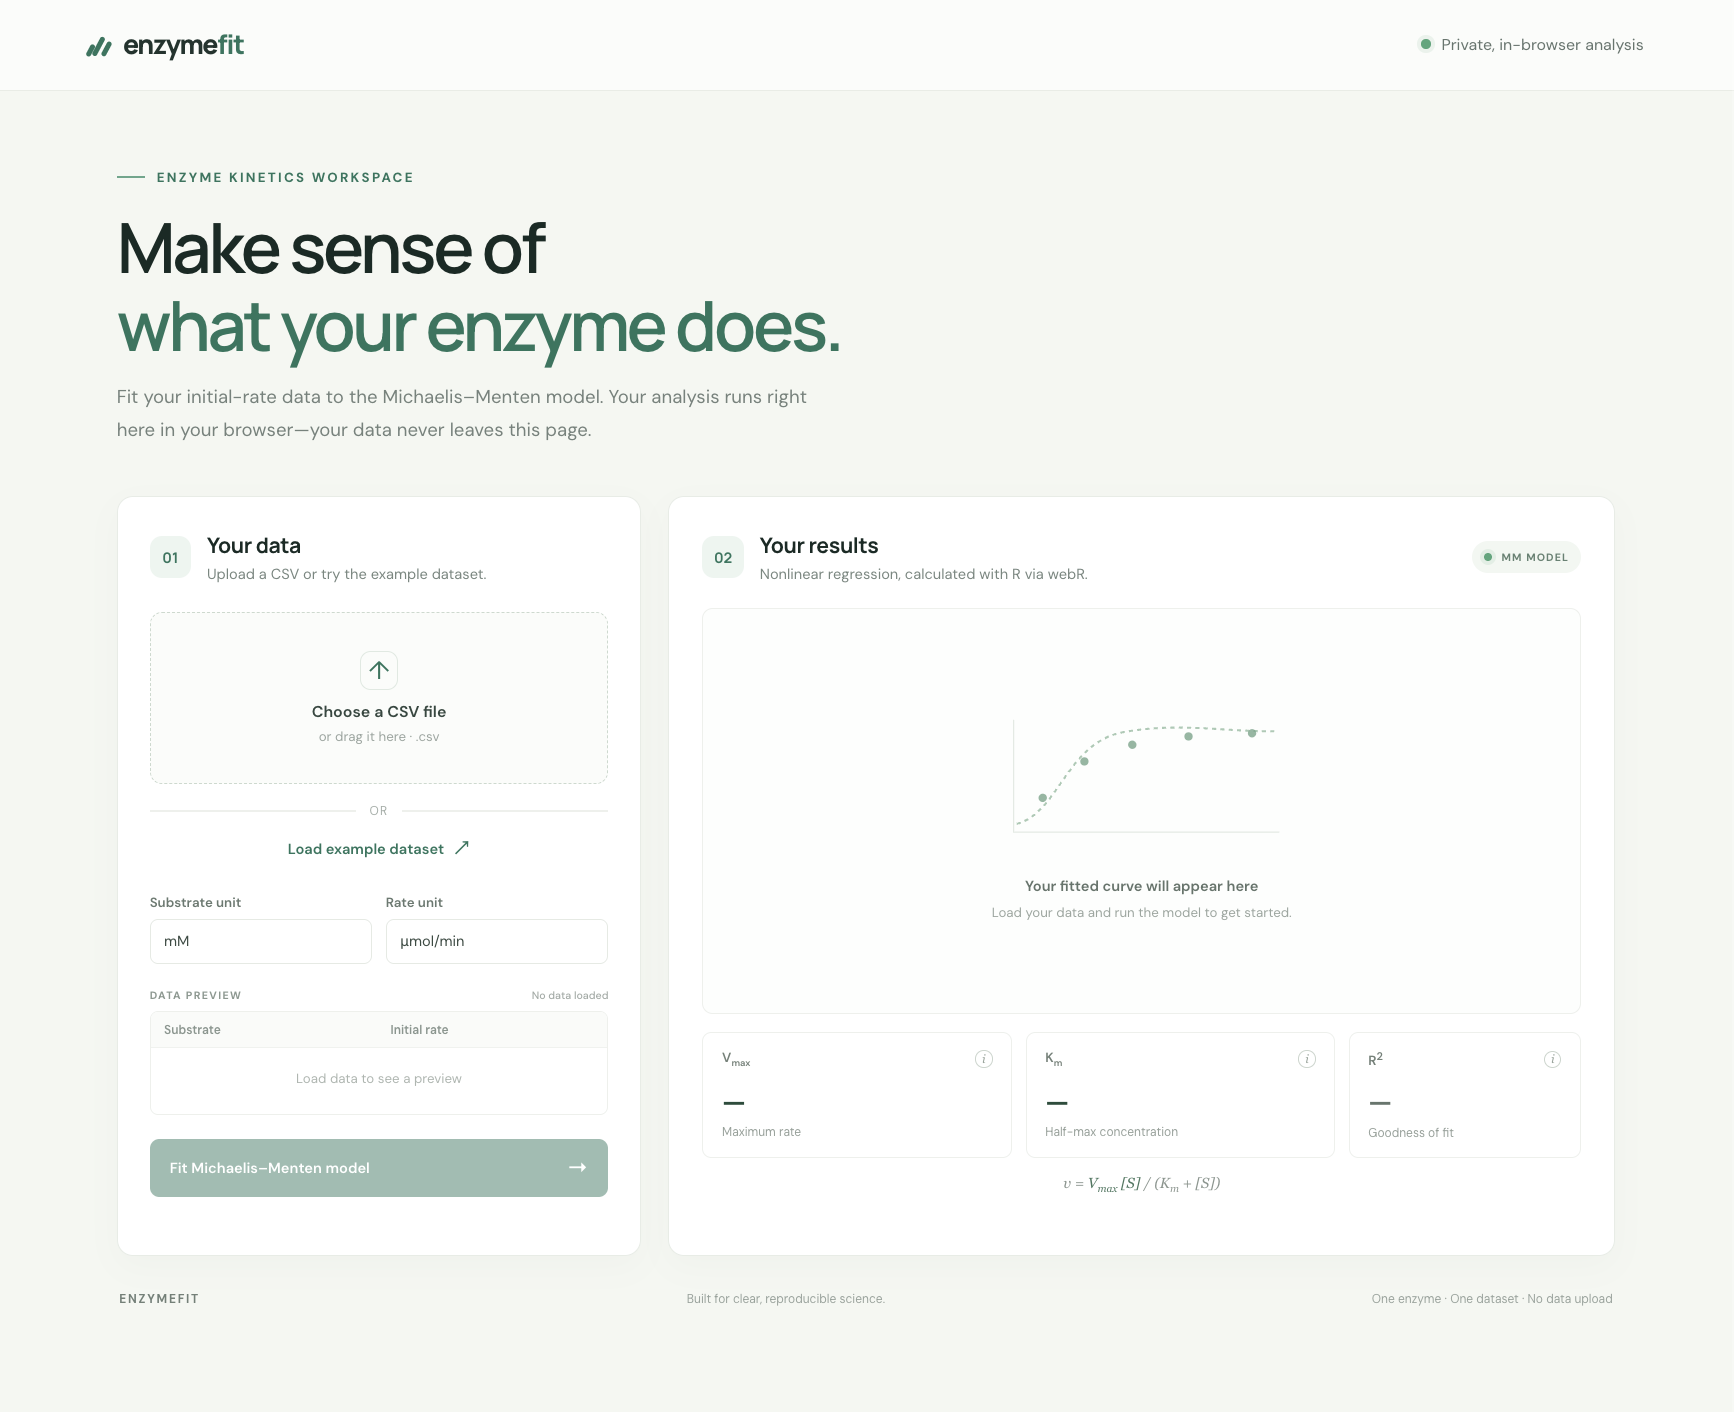 enzymefit
Private, in-browser analysis
ENZYME KINETICS WORKSPACE
Make sense of
what your enzyme does.
Fit your initial-rate data to the Michaelis–Menten model. Your analysis runs right
here in your browser—your data never leaves this page.
01
Your data
Upload a CSV or try the example dataset.
Choose a CSV file
or drag it here · .csv
OR
Load example dataset ↗
Substrate unit
Rate unit
mM
µmol/min
DATA PREVIEW
No data loaded
Substrate
Initial rate
Load data to see a preview
Fit Michaelis–Menten model →
02
Your results
Nonlinear regression, calculated with R via webR.
MM MODEL
Your fitted curve will appear here
Load your data and run the model to get started.
Vmax
i
—
Maximum rate
Km
i
—
Half-max concentration
R²
i
—
Goodness of fit
v = Vmax [S] / (Km + [S])
ENZYMEFIT
Built for clear, reproducible science.
One enzyme · One dataset · No data upload